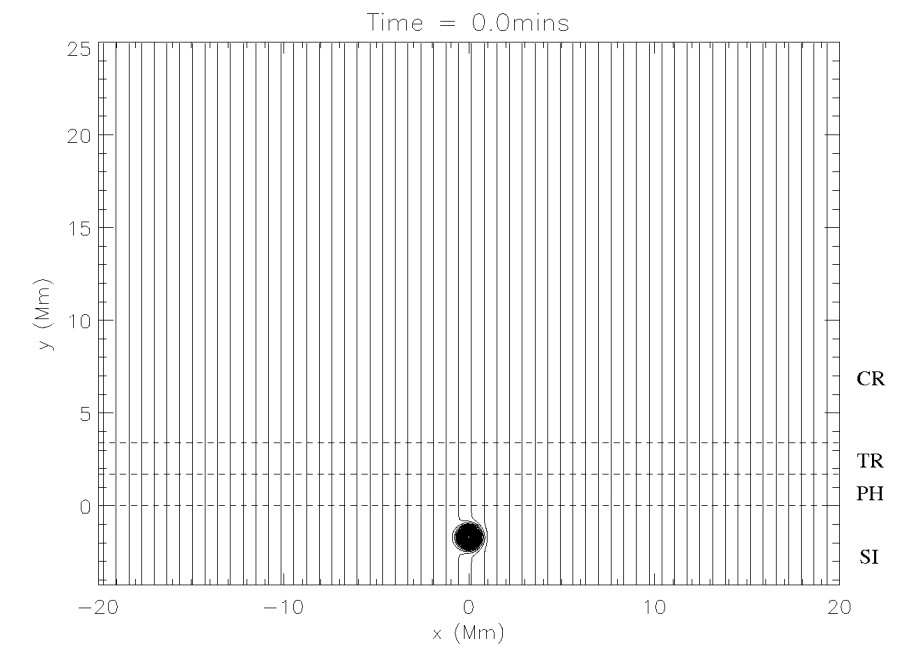 Time = 0.0mins
25
20
15
10
5
0
y (Mm)
CR
TR
PH
SI
−20
−10
0
10
20
x (Mm)